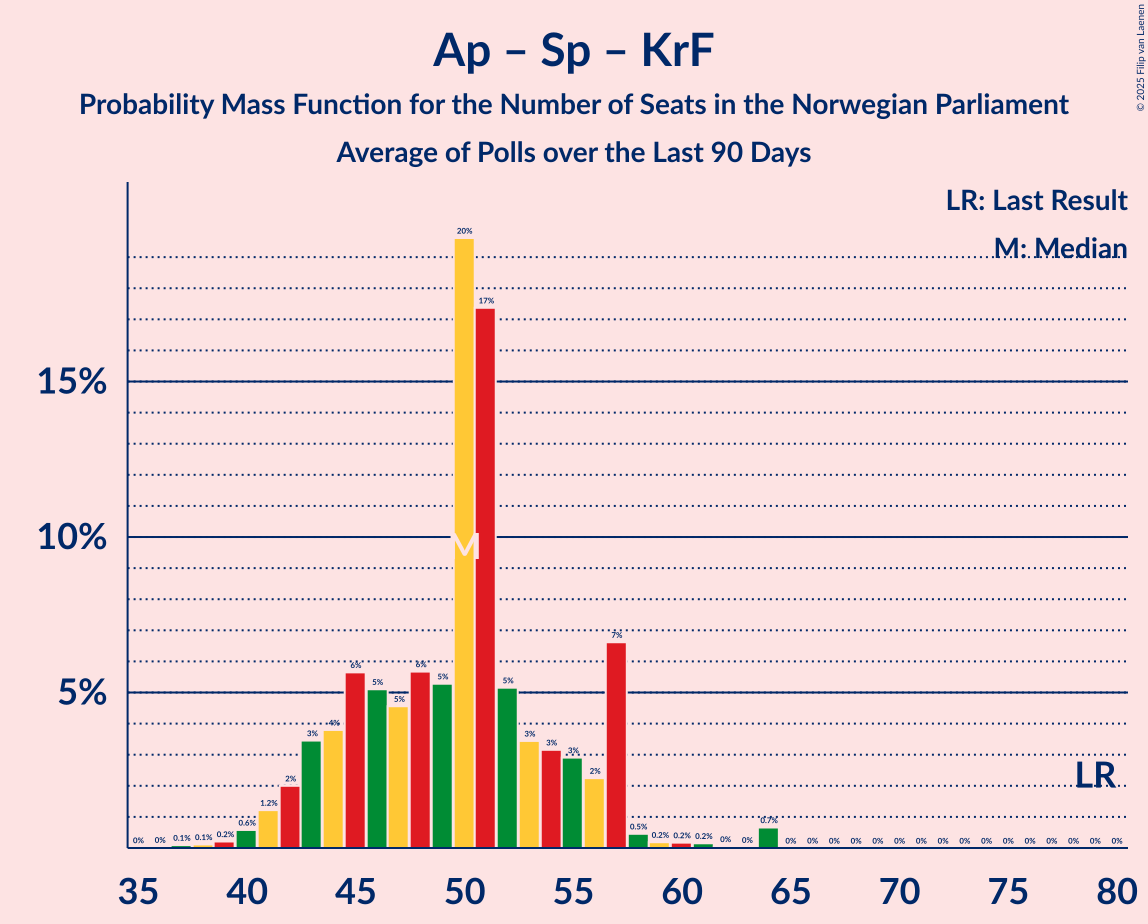 Ap – Sp – KrF
Probability Mass Function for the Number of Seats in the Norwegian Parliament
Average of Polls over the Last 90 Days
© 2025 Filip van Laenen
LR: Last Result
M: Median
15%
10%
5%
0% 0% 0.1% 0.1% 0.2% 0.6% 1.2% 2% 3% 4% 6% 5% 5% 6% 5% 20% 17% 5% 3% 3% 3% 2% 7% 0.5% 0.2% 0.2% 0.2% 0% 0% 0.7% 0% 0% 0% 0% 0% 0% 0% 0% 0% 0% 0% 0% 0% 0% 0% 0%
M
LR
35 40 45 50 55 60 65 70 75 80